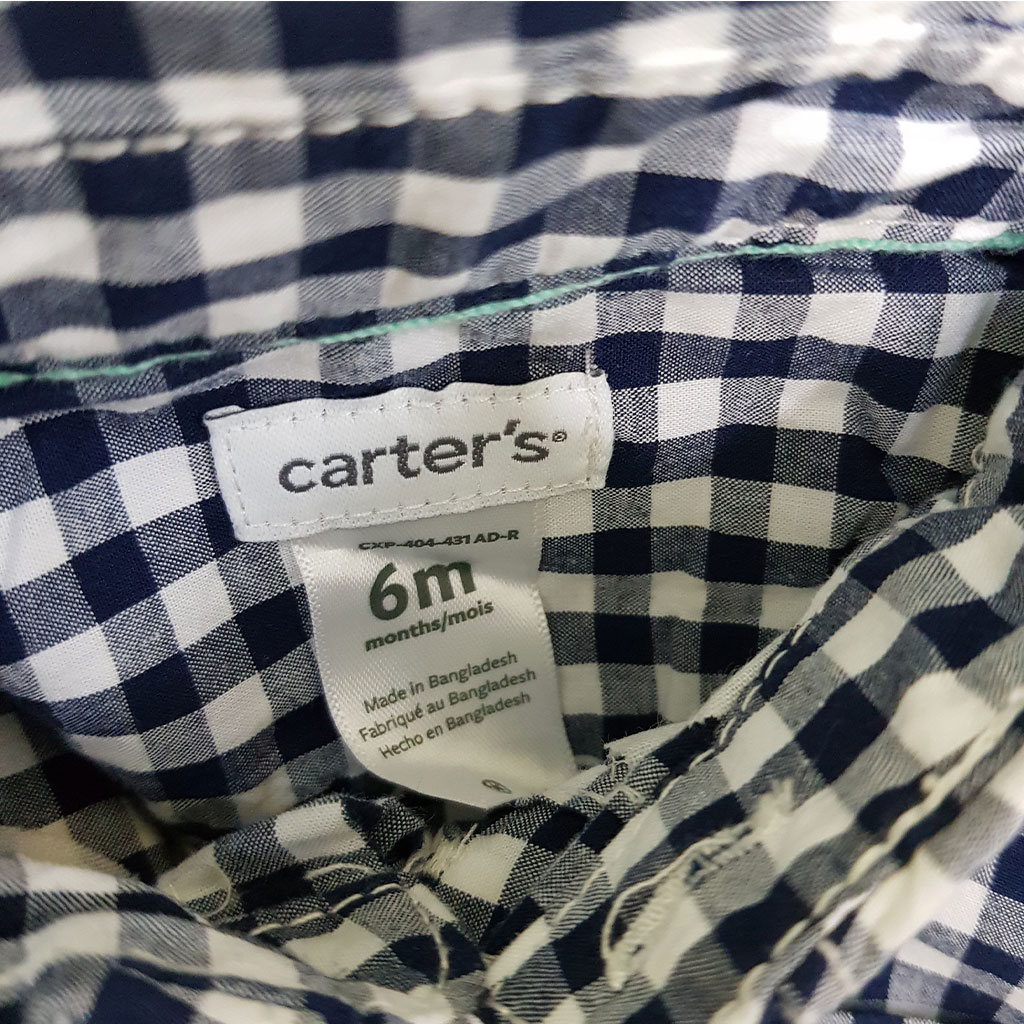 carter's®
CXP-404-431 AD-R
6m
months/mois
Made in Bangladesh
Fabriqué au Bangladesh
Hecho en Bangladesh